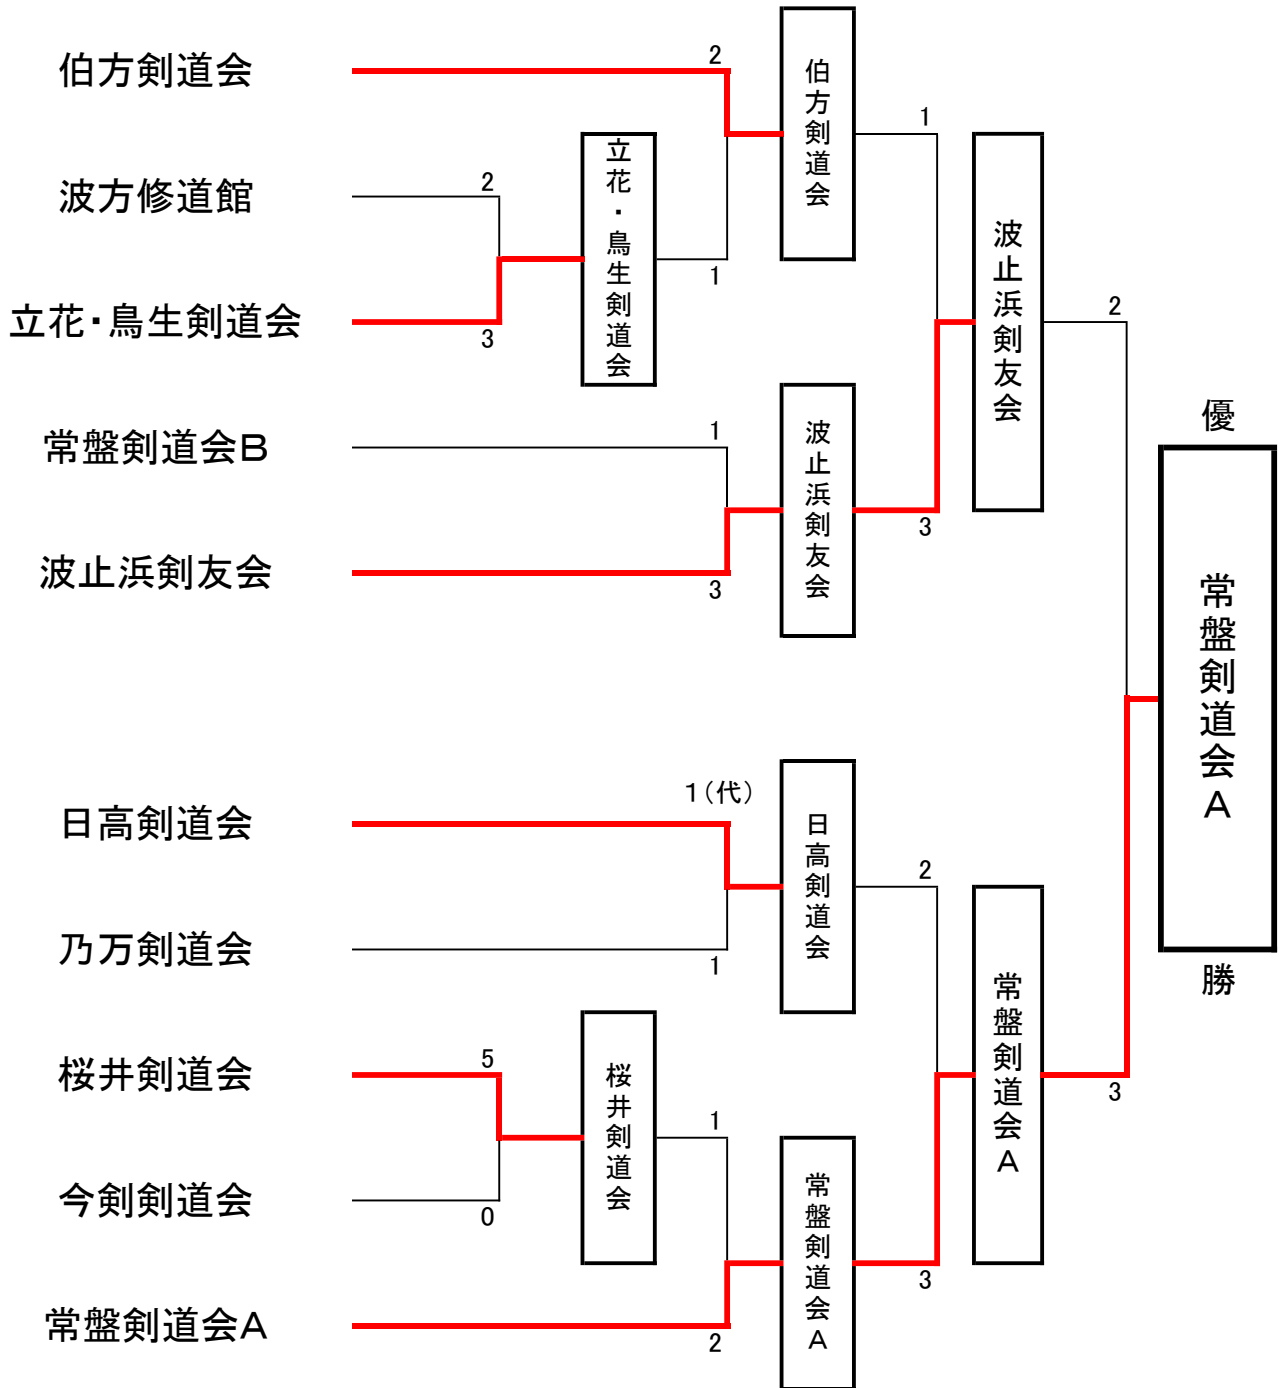 伯方剣道会
波方修道館
立花・鳥生剣道会
常盤剣道会B
波止浜剣友会
日高剣道会
乃万剣道会
桜井剣道会
今剣剣道会
常盤剣道会A
2
3
5
0
立花・鳥生剣道会
桜井剣道会
2
1
1
3
1(代)
1
1
2
伯方剣道会
波止浜剣友会
日高剣道会
常盤剣道会A
1
3
2
3
波止浜剣友会
常盤剣道会A
2
3
優
常盤剣道会A
勝